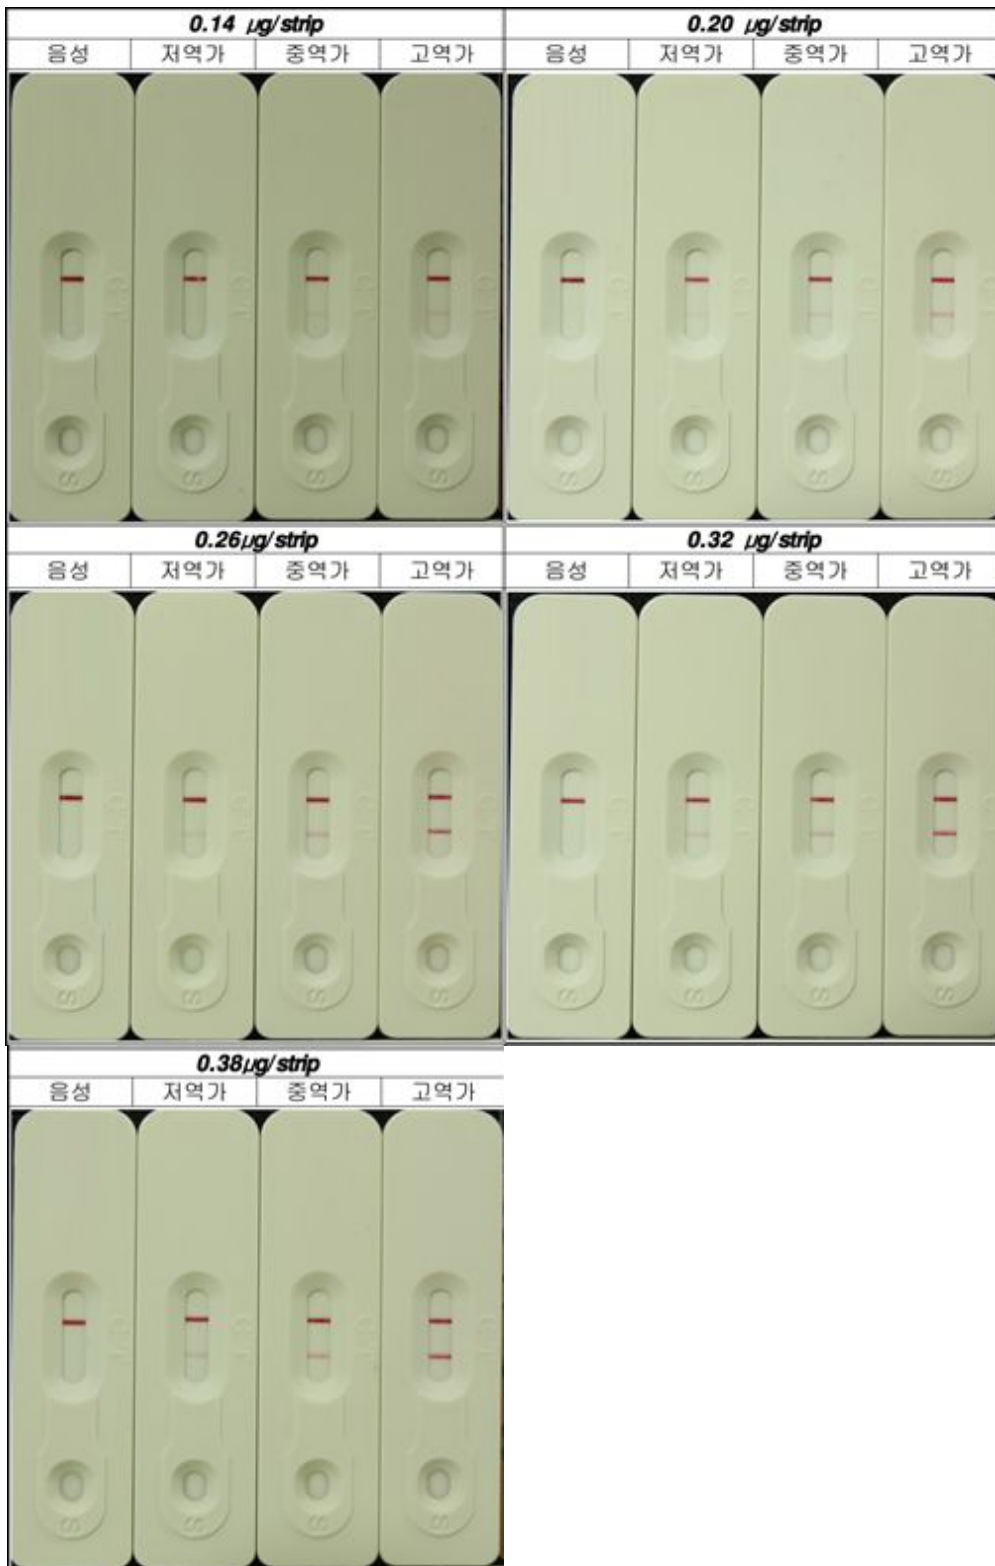 0.14 µg/strip
음성 저역가 중역가 고역가
C T
C T
C T
C T
S
S
S
S
0.20 µg/strip
음성 저역가 중역가 고역가
C T
C T
C T
C T
S
S
S
S
0.26µg/strip
음성 저역가 중역가 고역가
C T
C T
C T
C T
S
S
S
S
0.32 µg/strip
음성 저역가 중역가 고역가
C T
C T
C T
C T
S
S
S
S
0.38µg/strip
음성 저역가 중역가 고역가
C T
C T
C T
C T
S
S
S
S